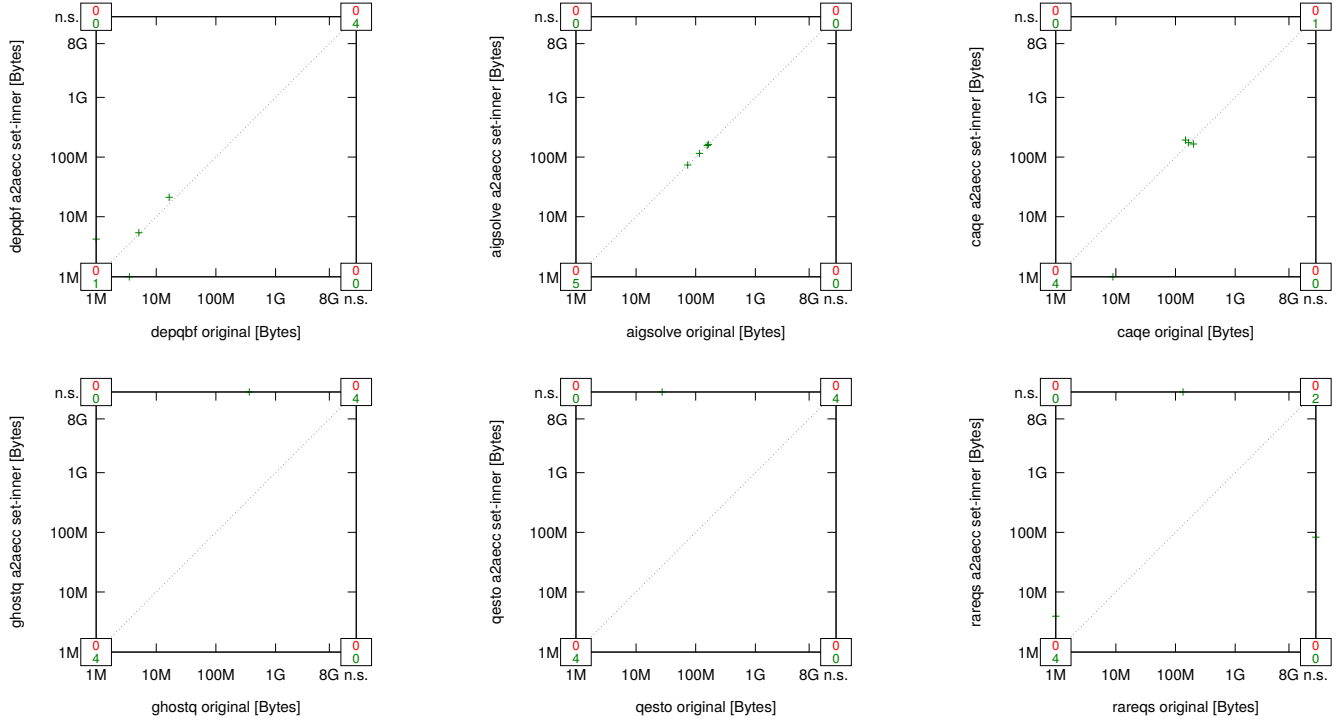 n.s.
0
0
0
4
8G
1G
100M
10M
1M
depqbf a2aecc set-inner [Bytes]
0
1
0
0
1M 10M 100M 1G 8G n.s.
depqbf original [Bytes]
n.s.
0
0
0
0
8G
1G
100M
10M
1M
aigsolve a2aecc set-inner [Bytes]
0
5
0
0
1M 10M 100M 1G 8G n.s.
aigsolve original [Bytes]
n.s.
0
0
0
1
8G
1G
100M
10M
1M
caqe a2aecc set-inner [Bytes]
0
4
0
0
1M 10M 100M 1G 8G n.s.
caqe original [Bytes]
n.s.
0
0
0
4
8G
1G
100M
10M
1M
ghostq a2aecc set-inner [Bytes]
0
4
0
0
1M 10M 100M 1G 8G n.s.
ghostq original [Bytes]
n.s.
0
0
0
4
8G
1G
100M
10M
1M
qesto a2aecc set-inner [Bytes]
0
4
0
0
1M 10M 100M 1G 8G n.s.
qesto original [Bytes]
n.s.
0
0
0
2
8G
1G
100M
10M
1M
rareqs a2aecc set-inner [Bytes]
0
4
0
0
1M 10M 100M 1G 8G n.s.
rareqs original [Bytes]